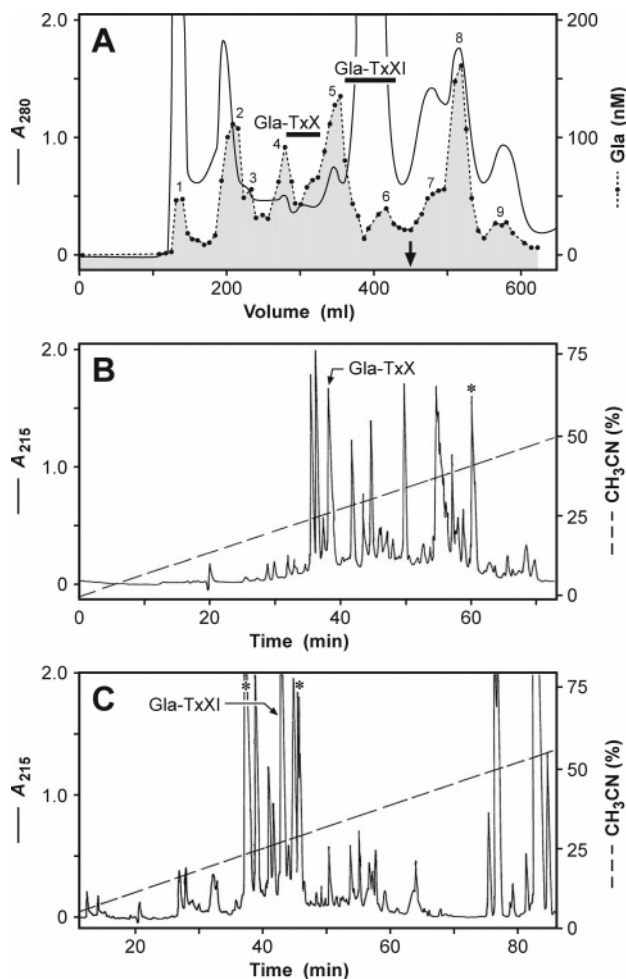 A
Gla-TxXI
Gla-TxX
1
2
3
4
5
6
7
8
9
2.0
1.0
0
A280
200
100
0
Gla (nM)
0
200
400
600
Volume (ml)
B
Gla-TxX
*
2.0
1.0
0
A215
75
50
25
0
CH3CN (%)
0
20
40
60
Time (min)
C
*
*
Gla-TxXI
2.0
1.0
0
A215
75
50
25
0
CH3CN (%)
20
40
60
80
Time (min)